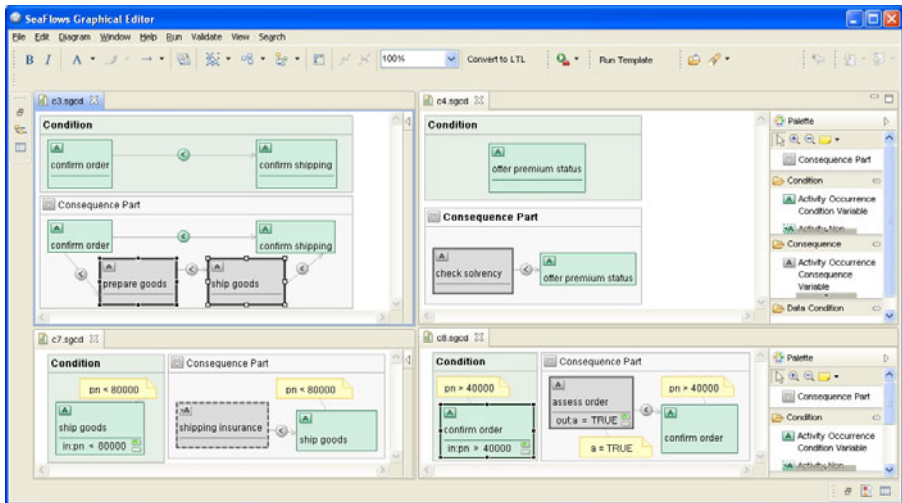 SeaFlows Graphical Editor
File Edit Diagram Window Help Run Validate View Search
B I A 100% Convert to LTL Run Template
c3.sgcd
Condition
A
confirm order
<
A
confirm shipping
Consequence Part
A
confirm order
<
A
confirm shipping
<
A
prepare goods
<
A
ship goods
<
c4.sgcd
Condition
A
offer premium status
Consequence Part
A
check solvency
<
A
offer premium status
Palette
Consequence Part
Condition
A Activity Occurrence
Condition Variable
Activity Non
Consequence
A Activity Occurrence
Consequence
Variable
Data Condition
c7.sgcd
Condition
pn < 80000
A
ship goods
in:pn < 80000
Consequence Part
pn < 80000
A
shipping insurance
<
A
ship goods
c8.sgcd
Condition
pn > 40000
A
confirm order
in:pn > 40000
Consequence Part
A
assess order
out:a = TRUE
a = TRUE
<
pn > 40000
A
confirm order
Palette
Consequence Part
Condition
A Activity Occurrence
Condition Variable
Activity Non